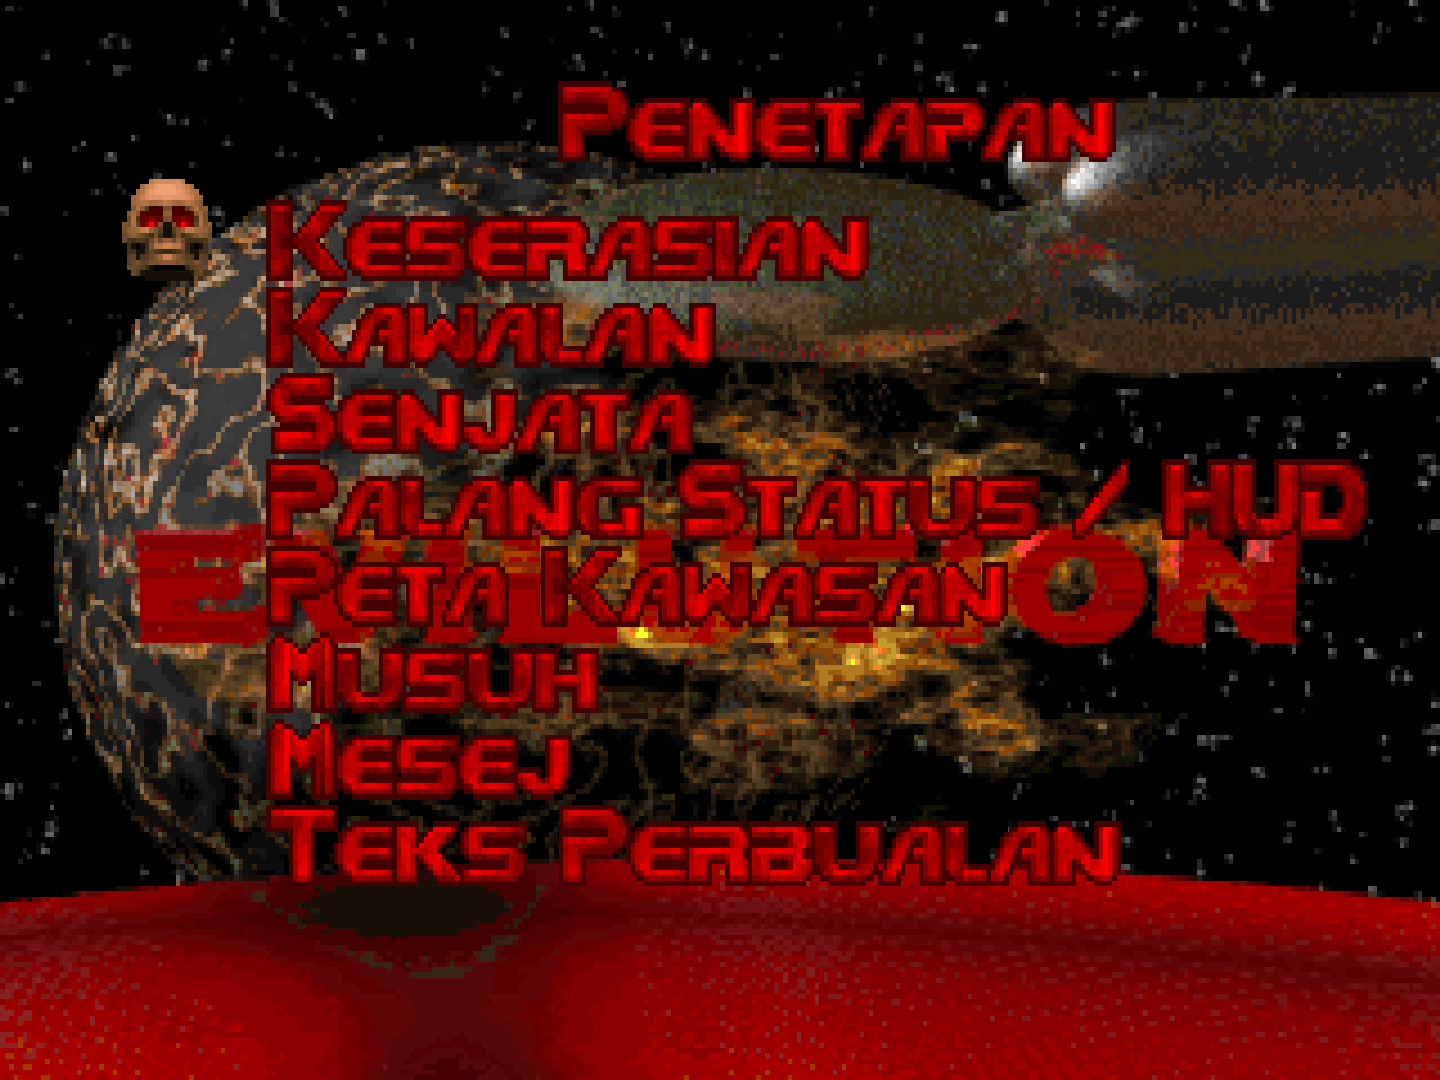 Penetapan
Keserasian
Kawalan
Senjata
Palang Status / HUD
Peta Kawasan
Musuh
Mesej
Teks Perbualan